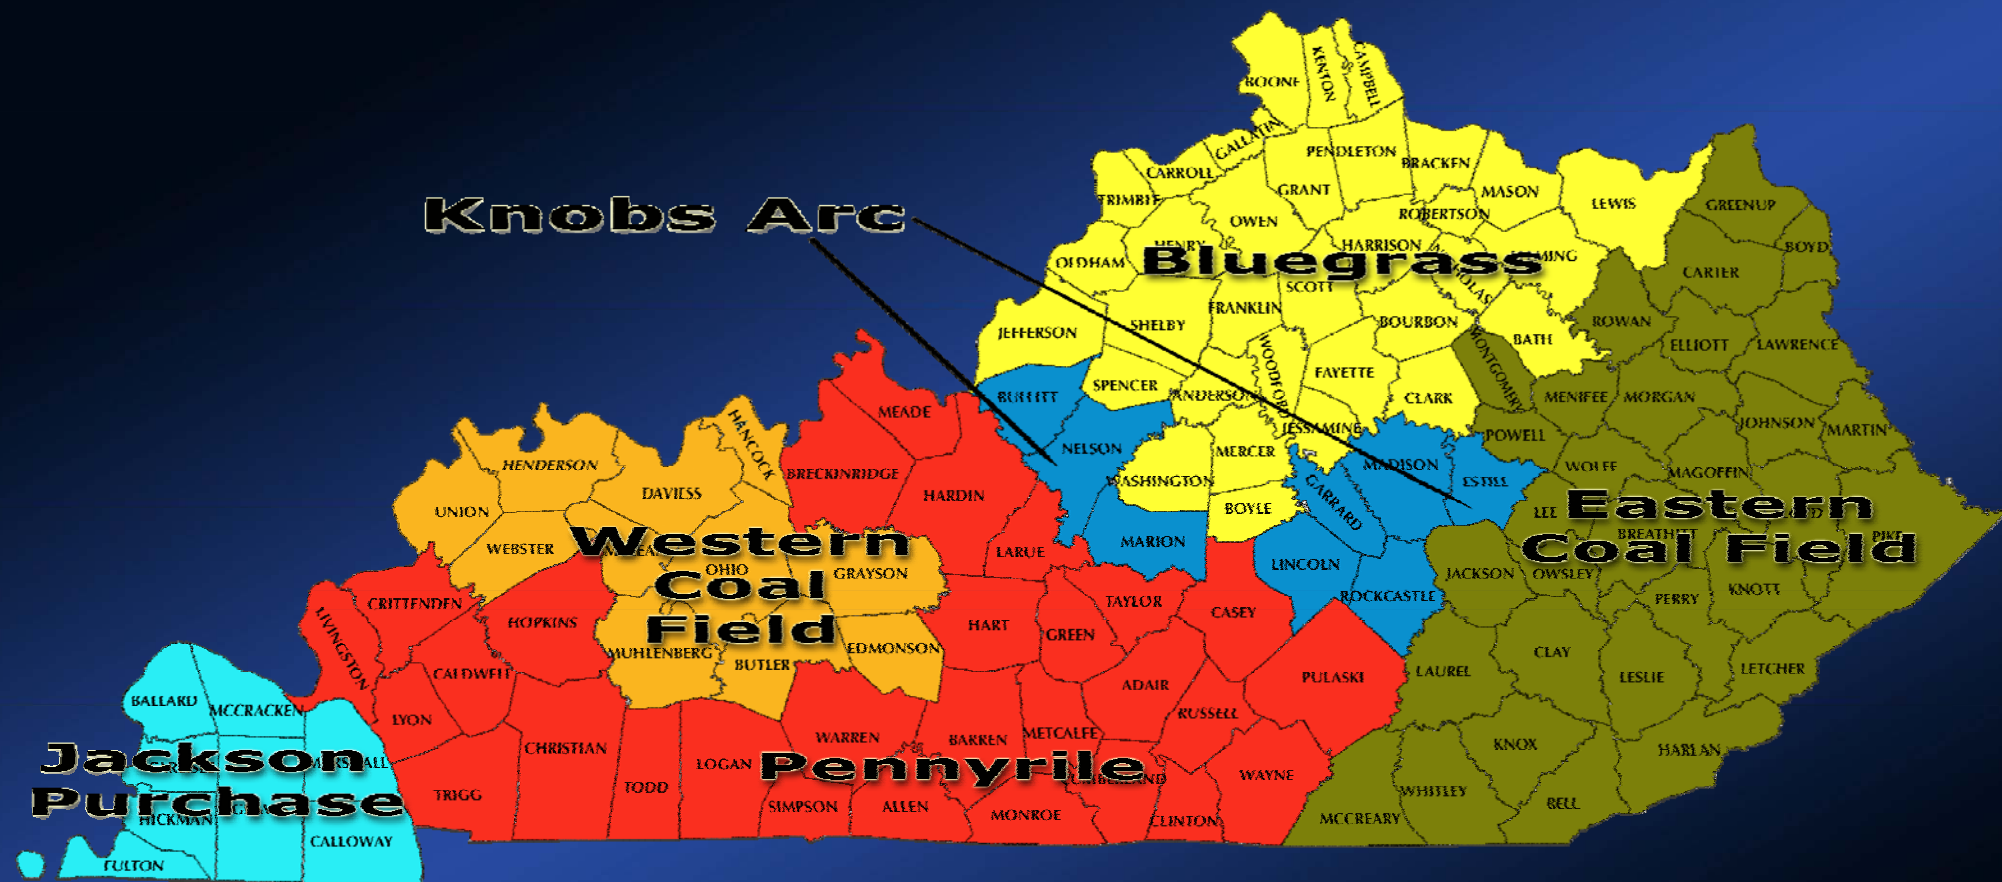 BOONE
KENTON
CAMPBELL
GALLATIN
PENDLETON
BRACKEN
CARROLL
GRANT
MASON
TRIMBLE
LEWIS
GREENUP
Knobs Arc
OWEN
ROBERTSON
HENRY
HARRISON
BOYD
OLDHAM
Bluegrass
CARTER
SCOTT
FRANKLIN
JEFFERSON
SHELBY
BOURBON
ROWAN
BATH
ELLIOTT
LAWRENCE
WOODFORD
FAYETTE
MONTGOMERY
BULLITT
SPENCER
ANDERSON
CLARK
MENIFEE
MORGAN
MEADE
HANCOCK
JESSAMINE
POWELL
JOHNSON
MARTIN
NELSON
MERCER
MADISON
HENDERSON
BRECKINRIDGE
WOLFE
MAGOFFIN
WASHINGTON
ESTILL
DAVIESS
HARDIN
GARRARD
UNION
BOYLE
LEE
Eastern
Coal Field
BREATHITT
PIKE
WEBSTER
Western
Coal
Field
OHIO
GRAYSON
LARUE
MARION
LINCOLN
JACKSON
OWSLEY
KNOTT
ROCKCASTLE
PERRY
CRITTENDEN
LIVINGSTON
HOPKINS
TAYLOR
CASEY
HART
GREEN
MUHLENBERG
BUTLER
EDMONSON
CLAY
CALDWELL
LAUREL
LESLIE
LETCHER
PULASKI
ADAIR
BALLARD
MCCRACKEN
LYON
RUSSELL
CHRISTIAN
WARREN
BARREN
METCALFE
KNOX
HARLAN
Jackson
Purchase
MARSHALL
LOGAN
Pennyrile
WAYNE
TRIGG
TODD
SIMPSON
ALLEN
MONROE
CLINTON
WHITLEY
BELL
MCCREARY
HICKMAN
CALLOWAY
FULTON